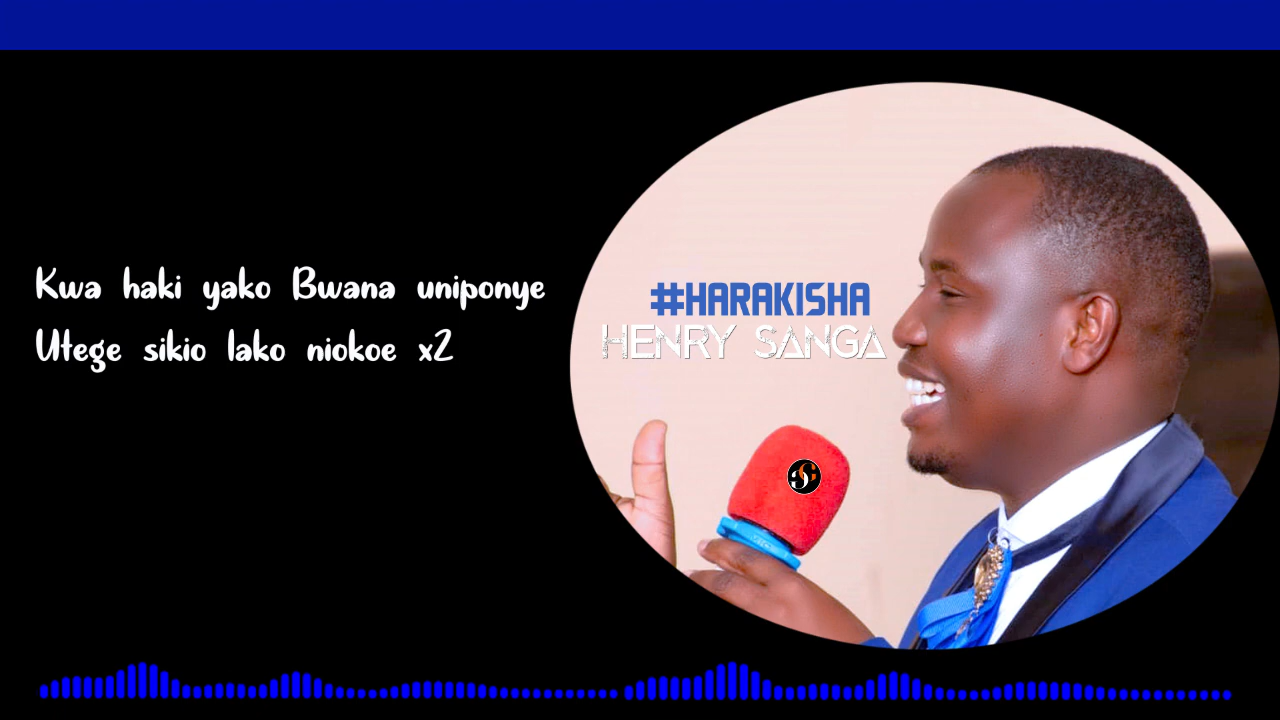 Kwa haki yako Bwana uniponye
Utege sikio lako niokoe x2
#HARAKISHA
HENRY SANGA